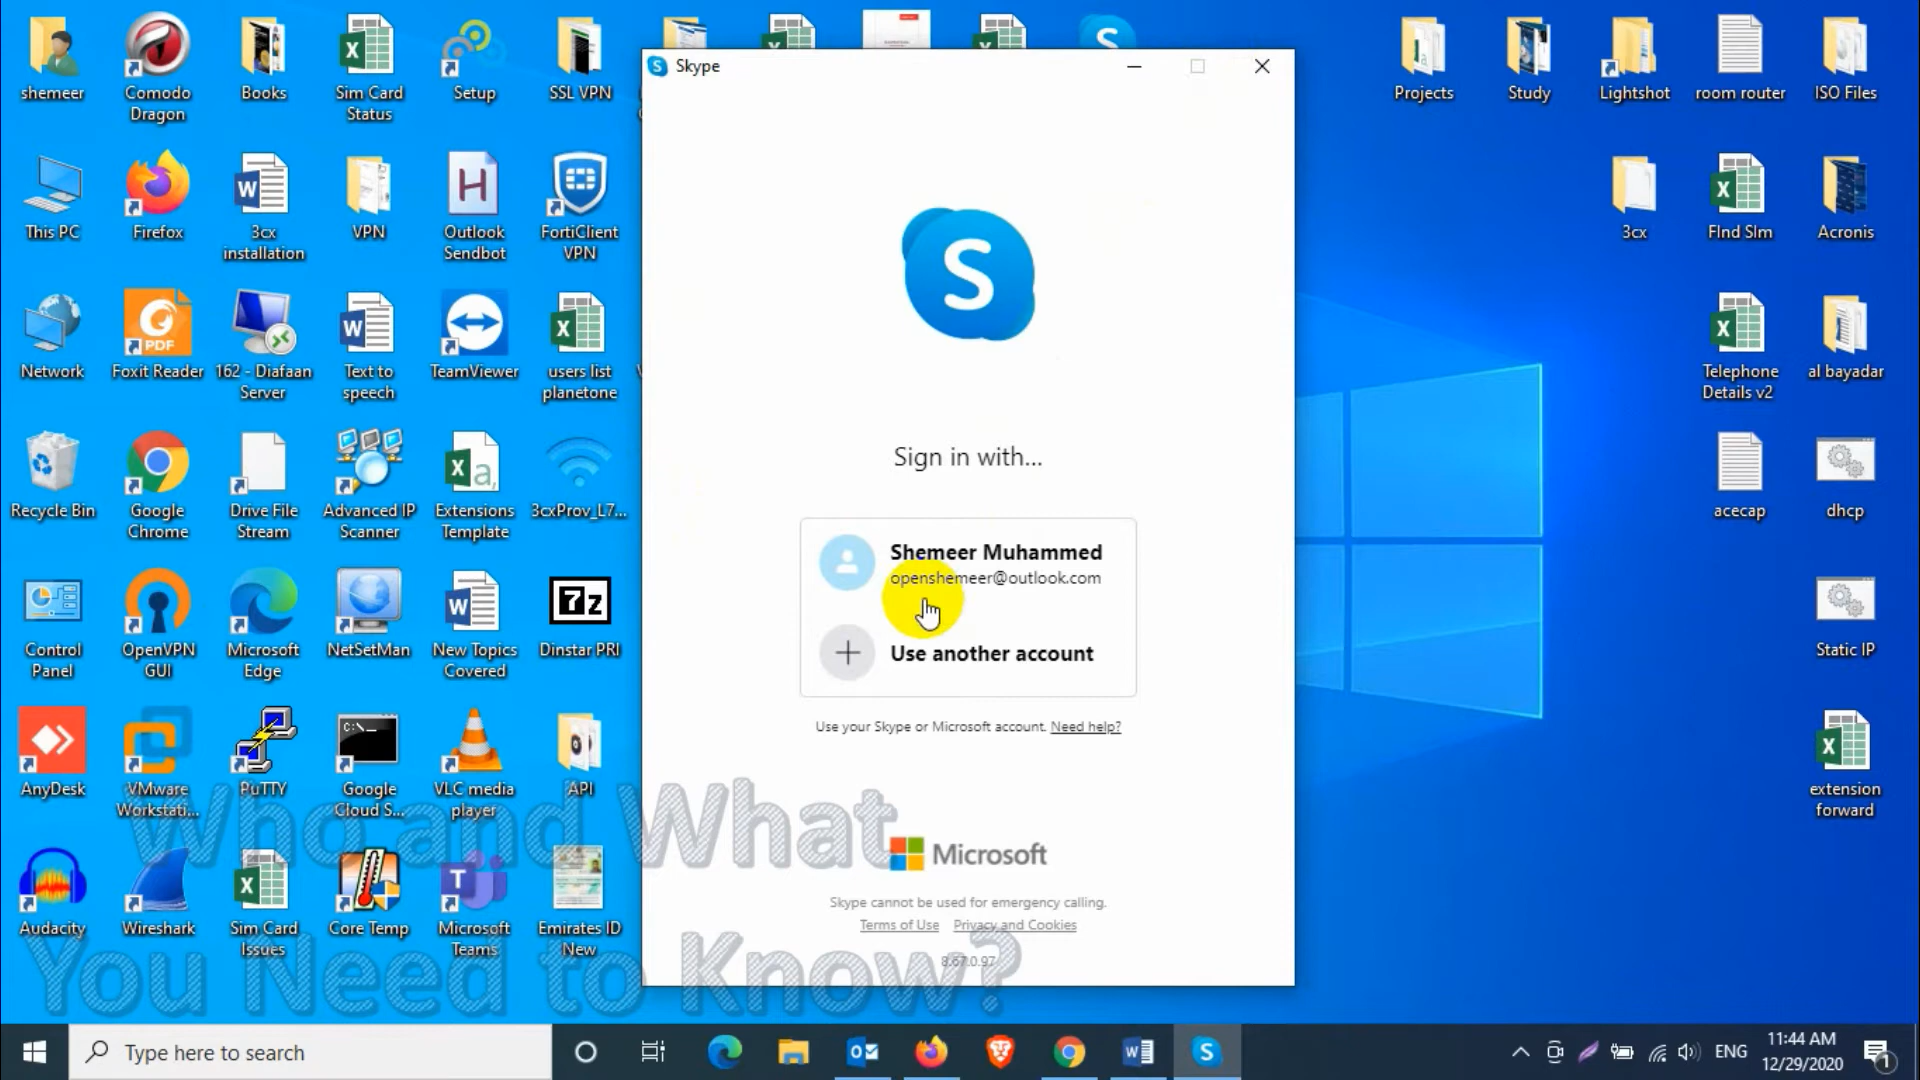 shemeer
Comodo
Dragon
Books
Sim Card
Status
Setup
SSL VPN
Projects
Study
Lightshot
room router
ISO Files
This PC
Firefox
3cx
installation
VPN
Outlook
Sendbot
FortiClient
VPN
3cx
FInd SIm
Acronis
Network
Foxit Reader
162 - Diafaan
Server
Text to
speech
TeamViewer
users list
planetone
Telephone
Details v2
al bayadar
Recycle Bin
Google
Chrome
Drive File
Stream
Advanced IP
Scanner
Extensions
Template
3cxProv_L7...
acecap
dhcp
Control
Panel
OpenVPN
GUI
Microsoft
Edge
NetSetMan
New Topics
Covered
Dinstar PRI
Static IP
AnyDesk
VMware
Workstati...
PuTTY
Google
Cloud S...
VLC media
player
API
extension
forward
Audacity
Wireshark
Sim Card
Issues
Core Temp
Microsoft
Teams
Emirates ID
New
Skype
S
Sign in with...
Shemeer Muhammed
openshemeer@outlook.com
Use another account
Use your Skype or Microsoft account. Need help?
Microsoft
Skype cannot be used for emergency calling.
Terms of Use Privacy and Cookies
8.67.0.97
Who and What
You Need to Know?
Type here to search
ENG
11:44 AM
12/29/2020
1
PDF
7z